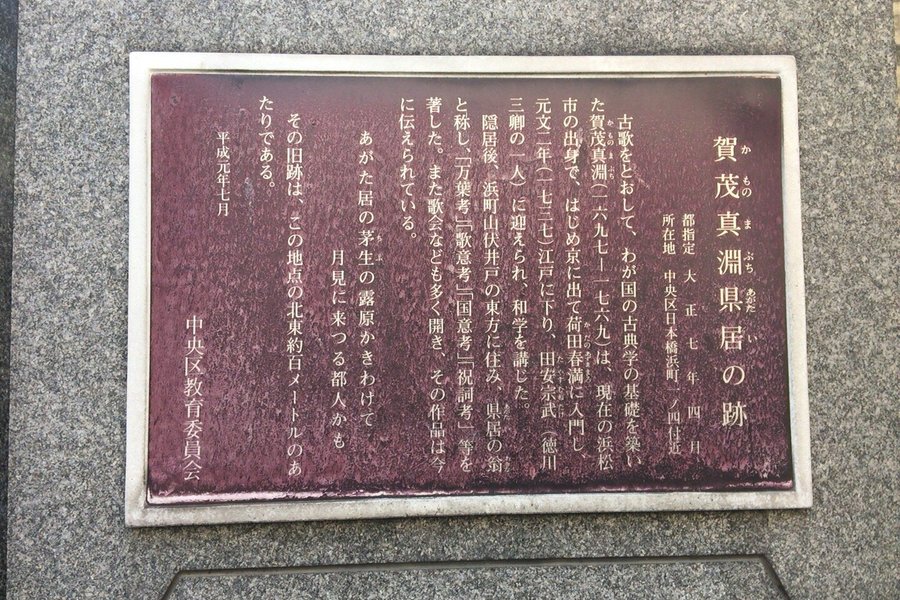 賀茂真淵県居の跡
都指定 大正七年四月
所在地 中央区日本橋浜町一ノ四付近
古歌をとおして、わが国の古典学の基礎を築い
た賀茂真淵（一六九七―一七六九）は、現在の浜松
市の出身で、はじめ京に出て荷田春満に入門し
元文二年（一七三七）江戸に下り、田安宗武（徳川
三卿の一人）に迎えられ、和学を講じた。
隠居後、浜町山伏井戸の東方に住み、県居の翁
と称し、「万葉考」「歌意考」「国意考」「祝詞考」等を
著した。また歌会なども多く開き、その作品は今
に伝えられている。
あがた居の茅生の露原かきわけて
月見に来つる都人かも
その旧跡は、この地点の北東約百メートルのあ
たりである。
平成元年七月
中央区教育委員会